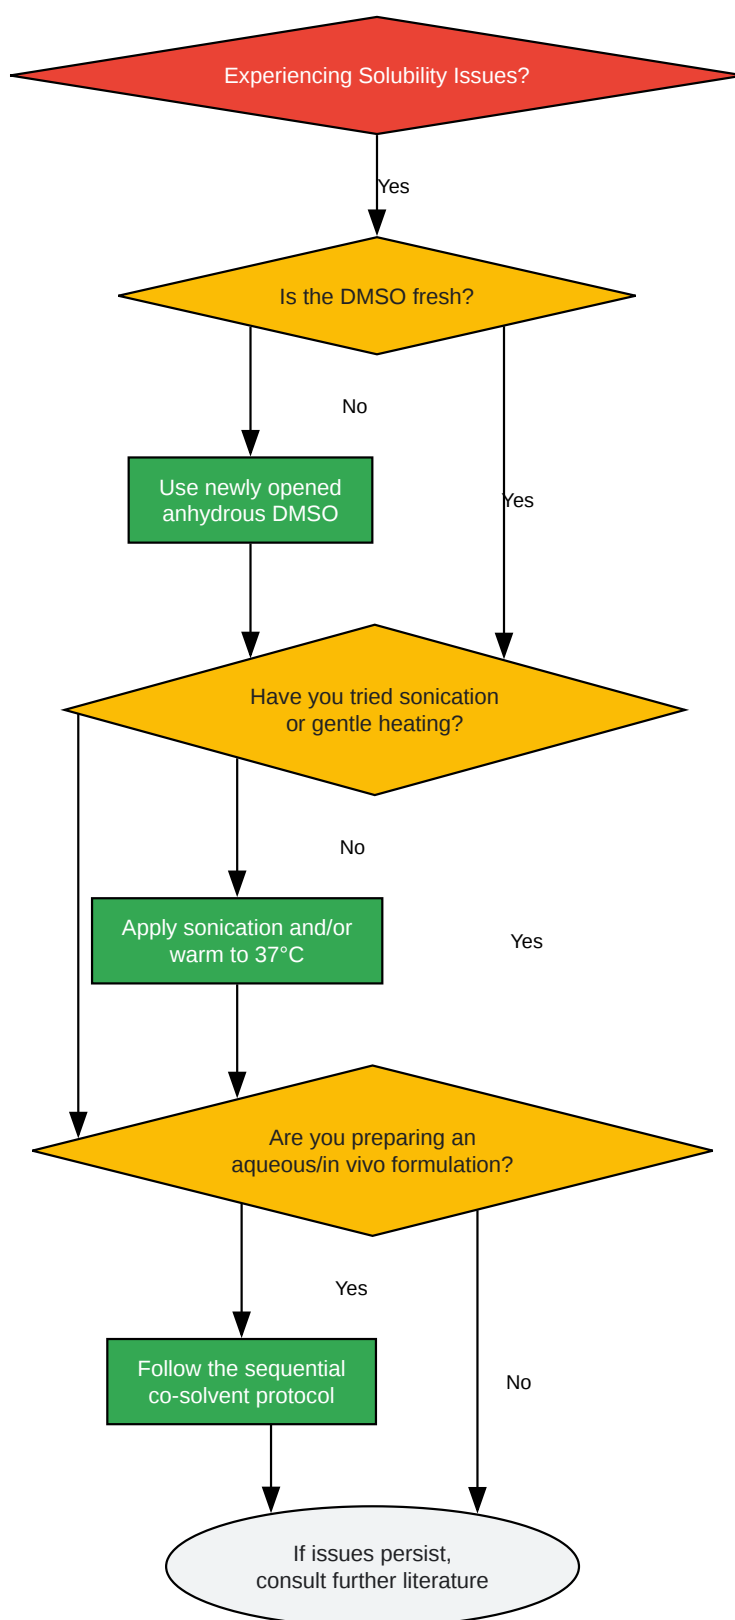 Experiencing Solubility Issues?
Yes
Is the DMSO fresh?
No
Use newly opened
anhydrous DMSO
Yes
Have you tried sonication
or gentle heating?
No
Apply sonication and/or
warm to 37°C
Yes
Are you preparing an
aqueous/in vivo formulation?
Yes
Follow the sequential
co-solvent protocol
No
If issues persist,
consult further literature